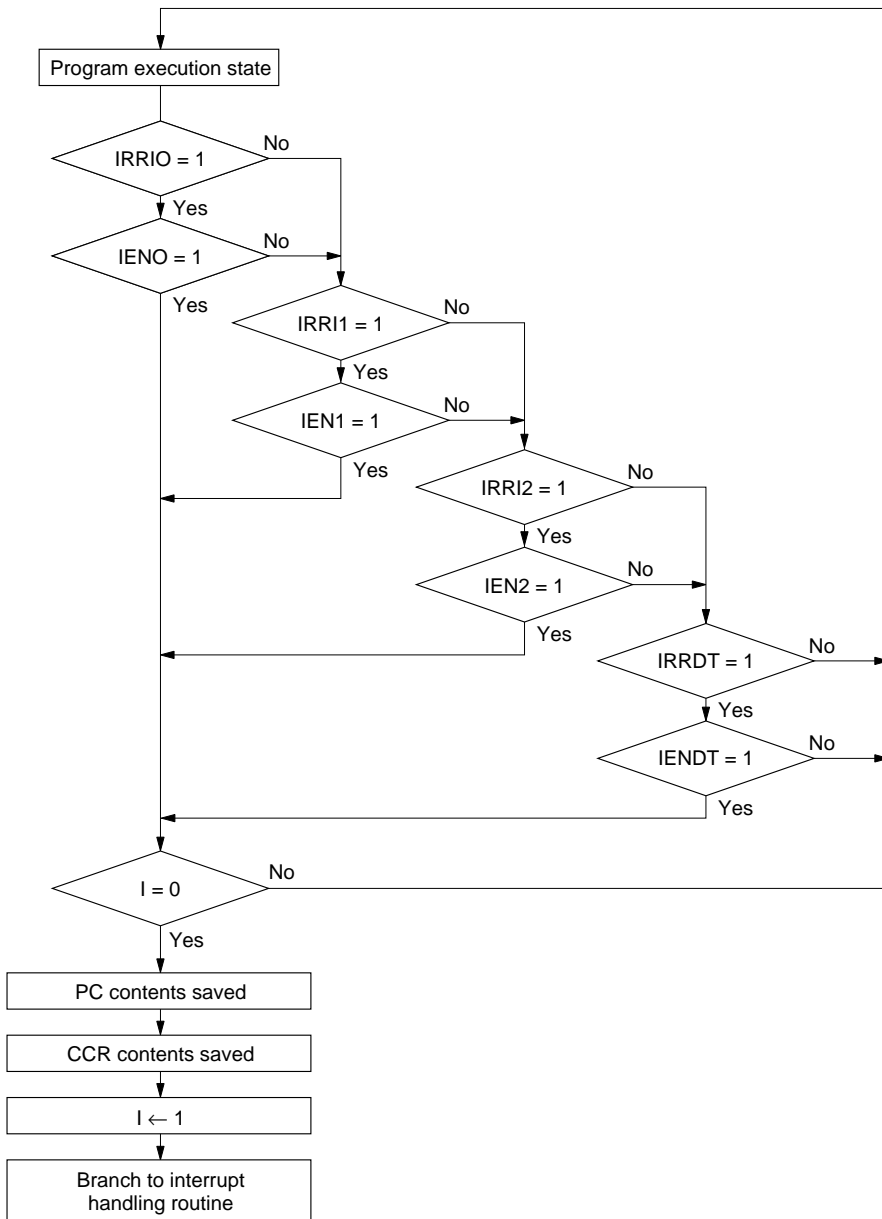 Program execution state
IRRIO = 1
No
Yes
IENO = 1
No
Yes
IRRI1 = 1
No
Yes
IEN1 = 1
No
Yes
IRRI2 = 1
No
Yes
IEN2 = 1
No
Yes
IRRDT = 1
No
Yes
IENDT = 1
No
Yes
I = 0
No
Yes
PC contents saved
CCR contents saved
I ← 1
Branch to interrupt
handling routine